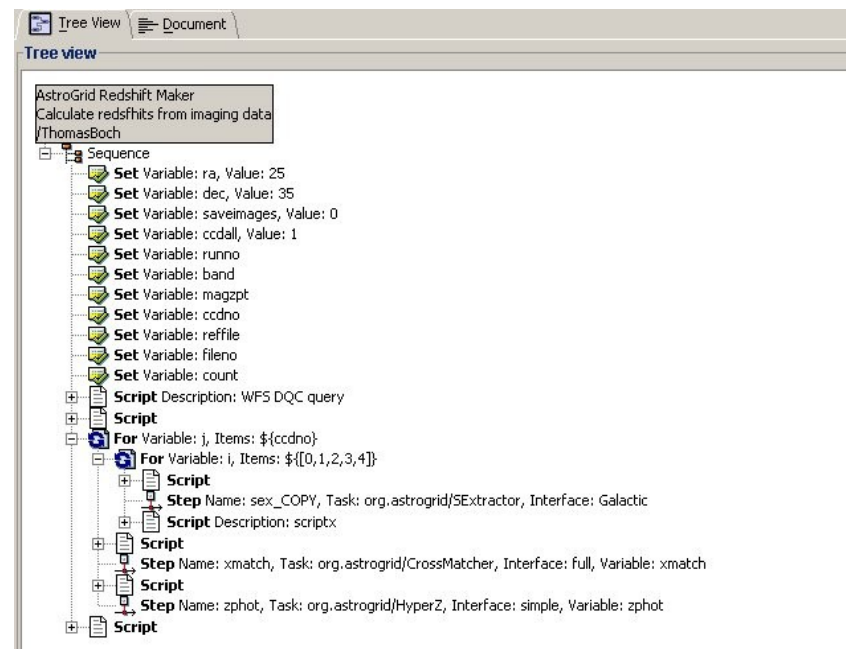 Tree View Document
Tree view
AstroGrid Redshift Maker
Calculate redsfhits from imaging data
/ThomasBoch
Sequence
Set Variable: ra, Value: 25
Set Variable: dec, Value: 35
Set Variable: saveimages, Value: 0
Set Variable: ccdall, Value: 1
Set Variable: runno
Set Variable: band
Set Variable: magzpt
Set Variable: ccdno
Set Variable: reffile
Set Variable: fileno
Set Variable: count
Script Description: WFS DQC query
Script
For Variable: j, Items: ${ccdno}
For Variable: i, Items: ${[0,1,2,3,4]}
Script
Step Name: sex_COPY, Task: org.astrogrid/SExtractor, Interface: Galactic
Script Description: scriptx
Script
Step Name: xmatch, Task: org.astrogrid/CrossMatcher, Interface: full, Variable: xmatch
Script
Step Name: zphot, Task: org.astrogrid/HyperZ, Interface: simple, Variable: zphot
Script